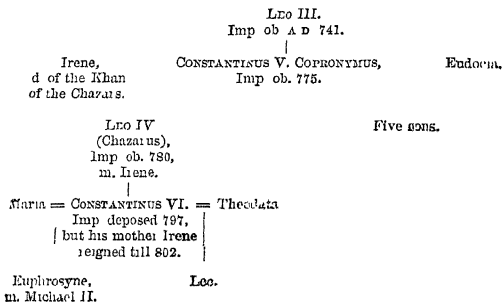 LEO III.
Imp ob A D 741.
Irene,
d of the Khan
of the Chazars.
CONSTANTINUS V. COPRONYMUS,
Imp ob. 775.
Eudocia.
LEO IV
(Chazarus),
Imp ob. 780,
m. Irene.
Five sons.
Maria = CONSTANTINUS VI. = Theodata
Imp deposed 797,
but his mother Irene
reigned till 802.
Euphrosyne,
m. Michael II.
Leo.